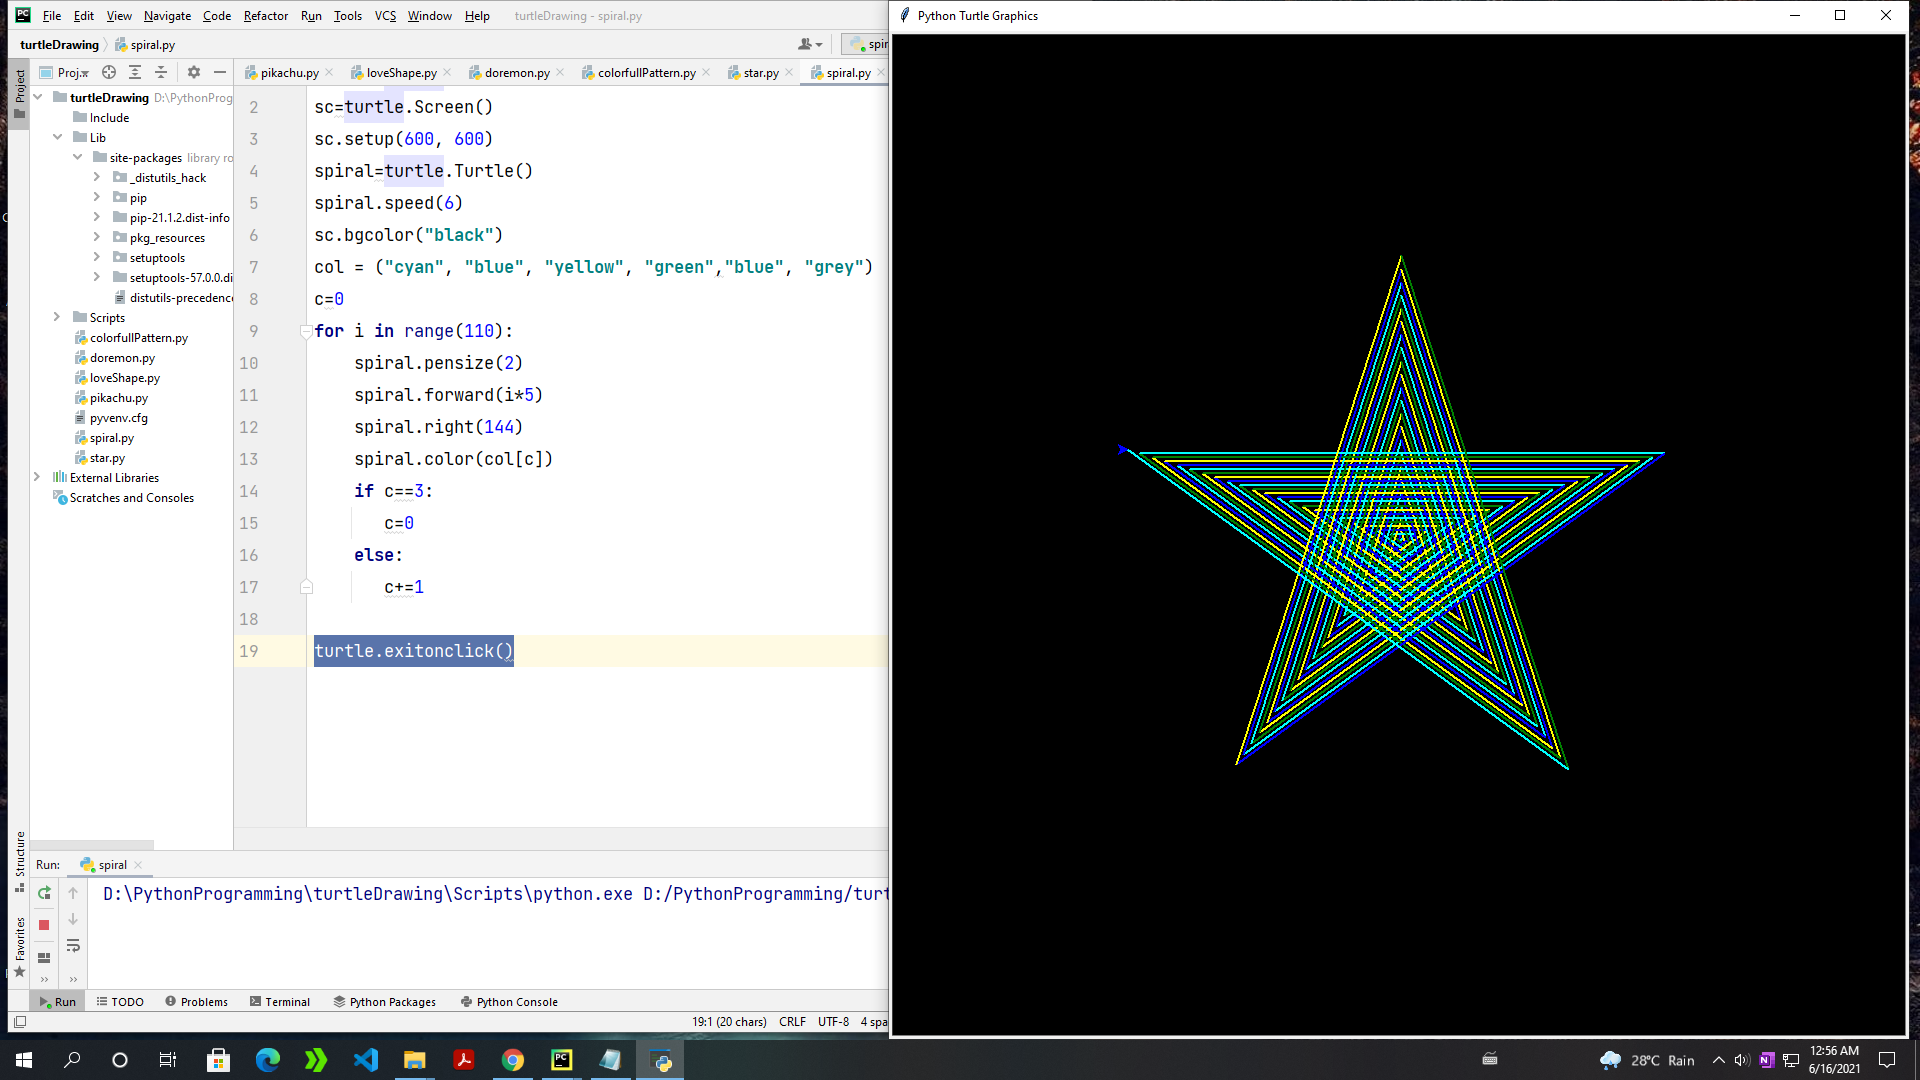 File Edit View Navigate Code Refactor Run Tools VCS Window Help turtleDrawing - spiral.py
Python Turtle Graphics
turtleDrawing spiral.py
Project
Proj.
pikachu.py loveShape.py doremon.py colorfullPattern.py star.py spiral.py
turtleDrawing D:\PythonProg
Include
Lib
site-packages library ro
_distutils_hack
pip
pip-21.1.2.dist-info
pkg_resources
setuptools
setuptools-57.0.0.di
distutils-precedence
Scripts
colorfullPattern.py
doremon.py
loveShape.py
pikachu.py
pyvenv.cfg
spiral.py
star.py
External Libraries
Scratches and Consoles
2 sc=turtle.Screen()
3 sc.setup(600, 600)
4 spiral=turtle.Turtle()
5 spiral.speed(6)
6 sc.bgcolor("black")
7 col = ("cyan", "blue", "yellow", "green","blue", "grey")
8 c=0
9 for i in range(110):
10 spiral.pensize(2)
11 spiral.forward(i*5)
12 spiral.right(144)
13 spiral.color(col[c])
14 if c==3:
15 c=0
16 else:
17 c+=1
18
19 turtle.exitonclick()
Structure
Favorites
Run: spiral
D:\PythonProgramming\turtleDrawing\Scripts\python.exe D:/PythonProgramming/turt
Run TODO Problems Terminal Python Packages Python Console
19:1 (20 chars) CRLF UTF-8 4 spa
28°C Rain
12:56 AM
6/16/2021